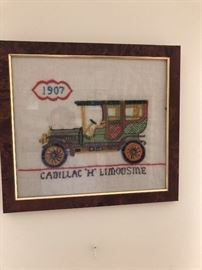 1907
CADILLAC "H" LIMOUSINE